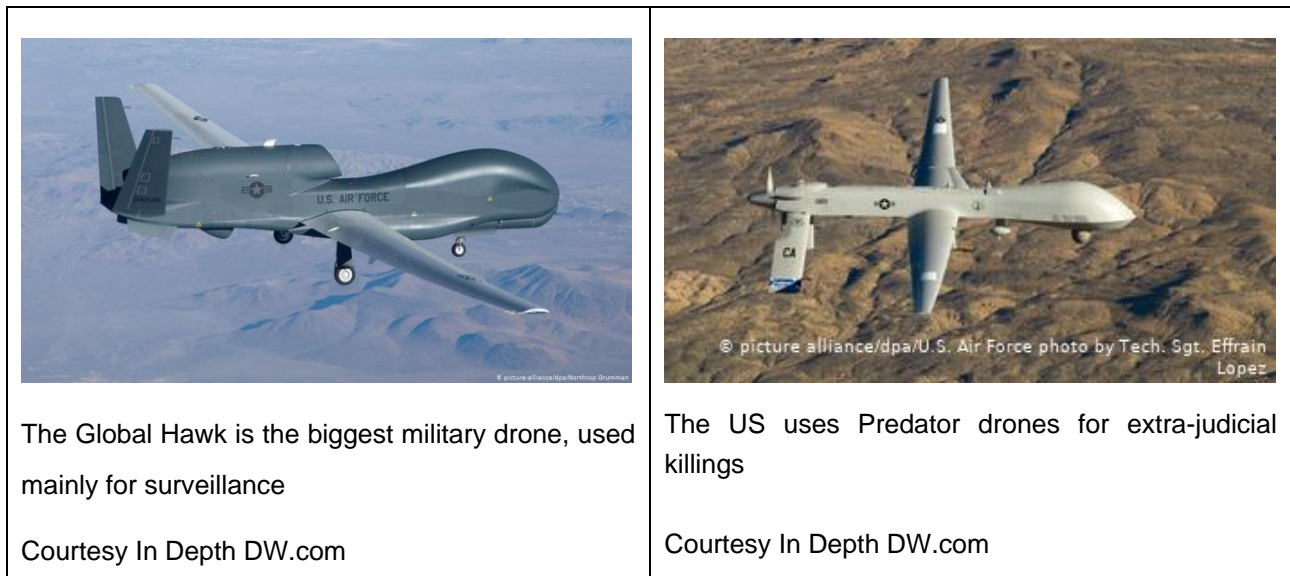 U.S. AIR FORCE
© picture-alliance/dpa/Northrop Grumman
The Global Hawk is the biggest military drone, used
mainly for surveillance
Courtesy In Depth DW.com
CA
© picture alliance/dpa/U.S. Air Force photo by Tech. Sgt. Effrain
Lopez
The US uses Predator drones for extra-judicial
killings
Courtesy In Depth DW.com